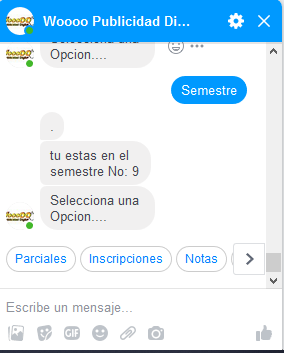 Woooo Publicidad Di...
Selecciona una
Opcion....
Semestre
.
tu estas en el
semestre No: 9
Selecciona una
Opcion....
Parciales
Inscripciones
Notas
Escribe un mensaje...
GIF